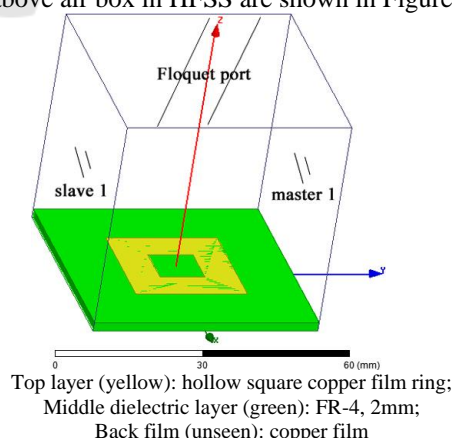 above air box in HFSS are shown in Figure
Z
Floquet port
slave 1
master 1
Y
X
0 30 60 (mm)
Top layer (yellow): hollow square copper film ring;
Middle dielectric layer (green): FR-4, 2mm;
Back film (unseen): copper film